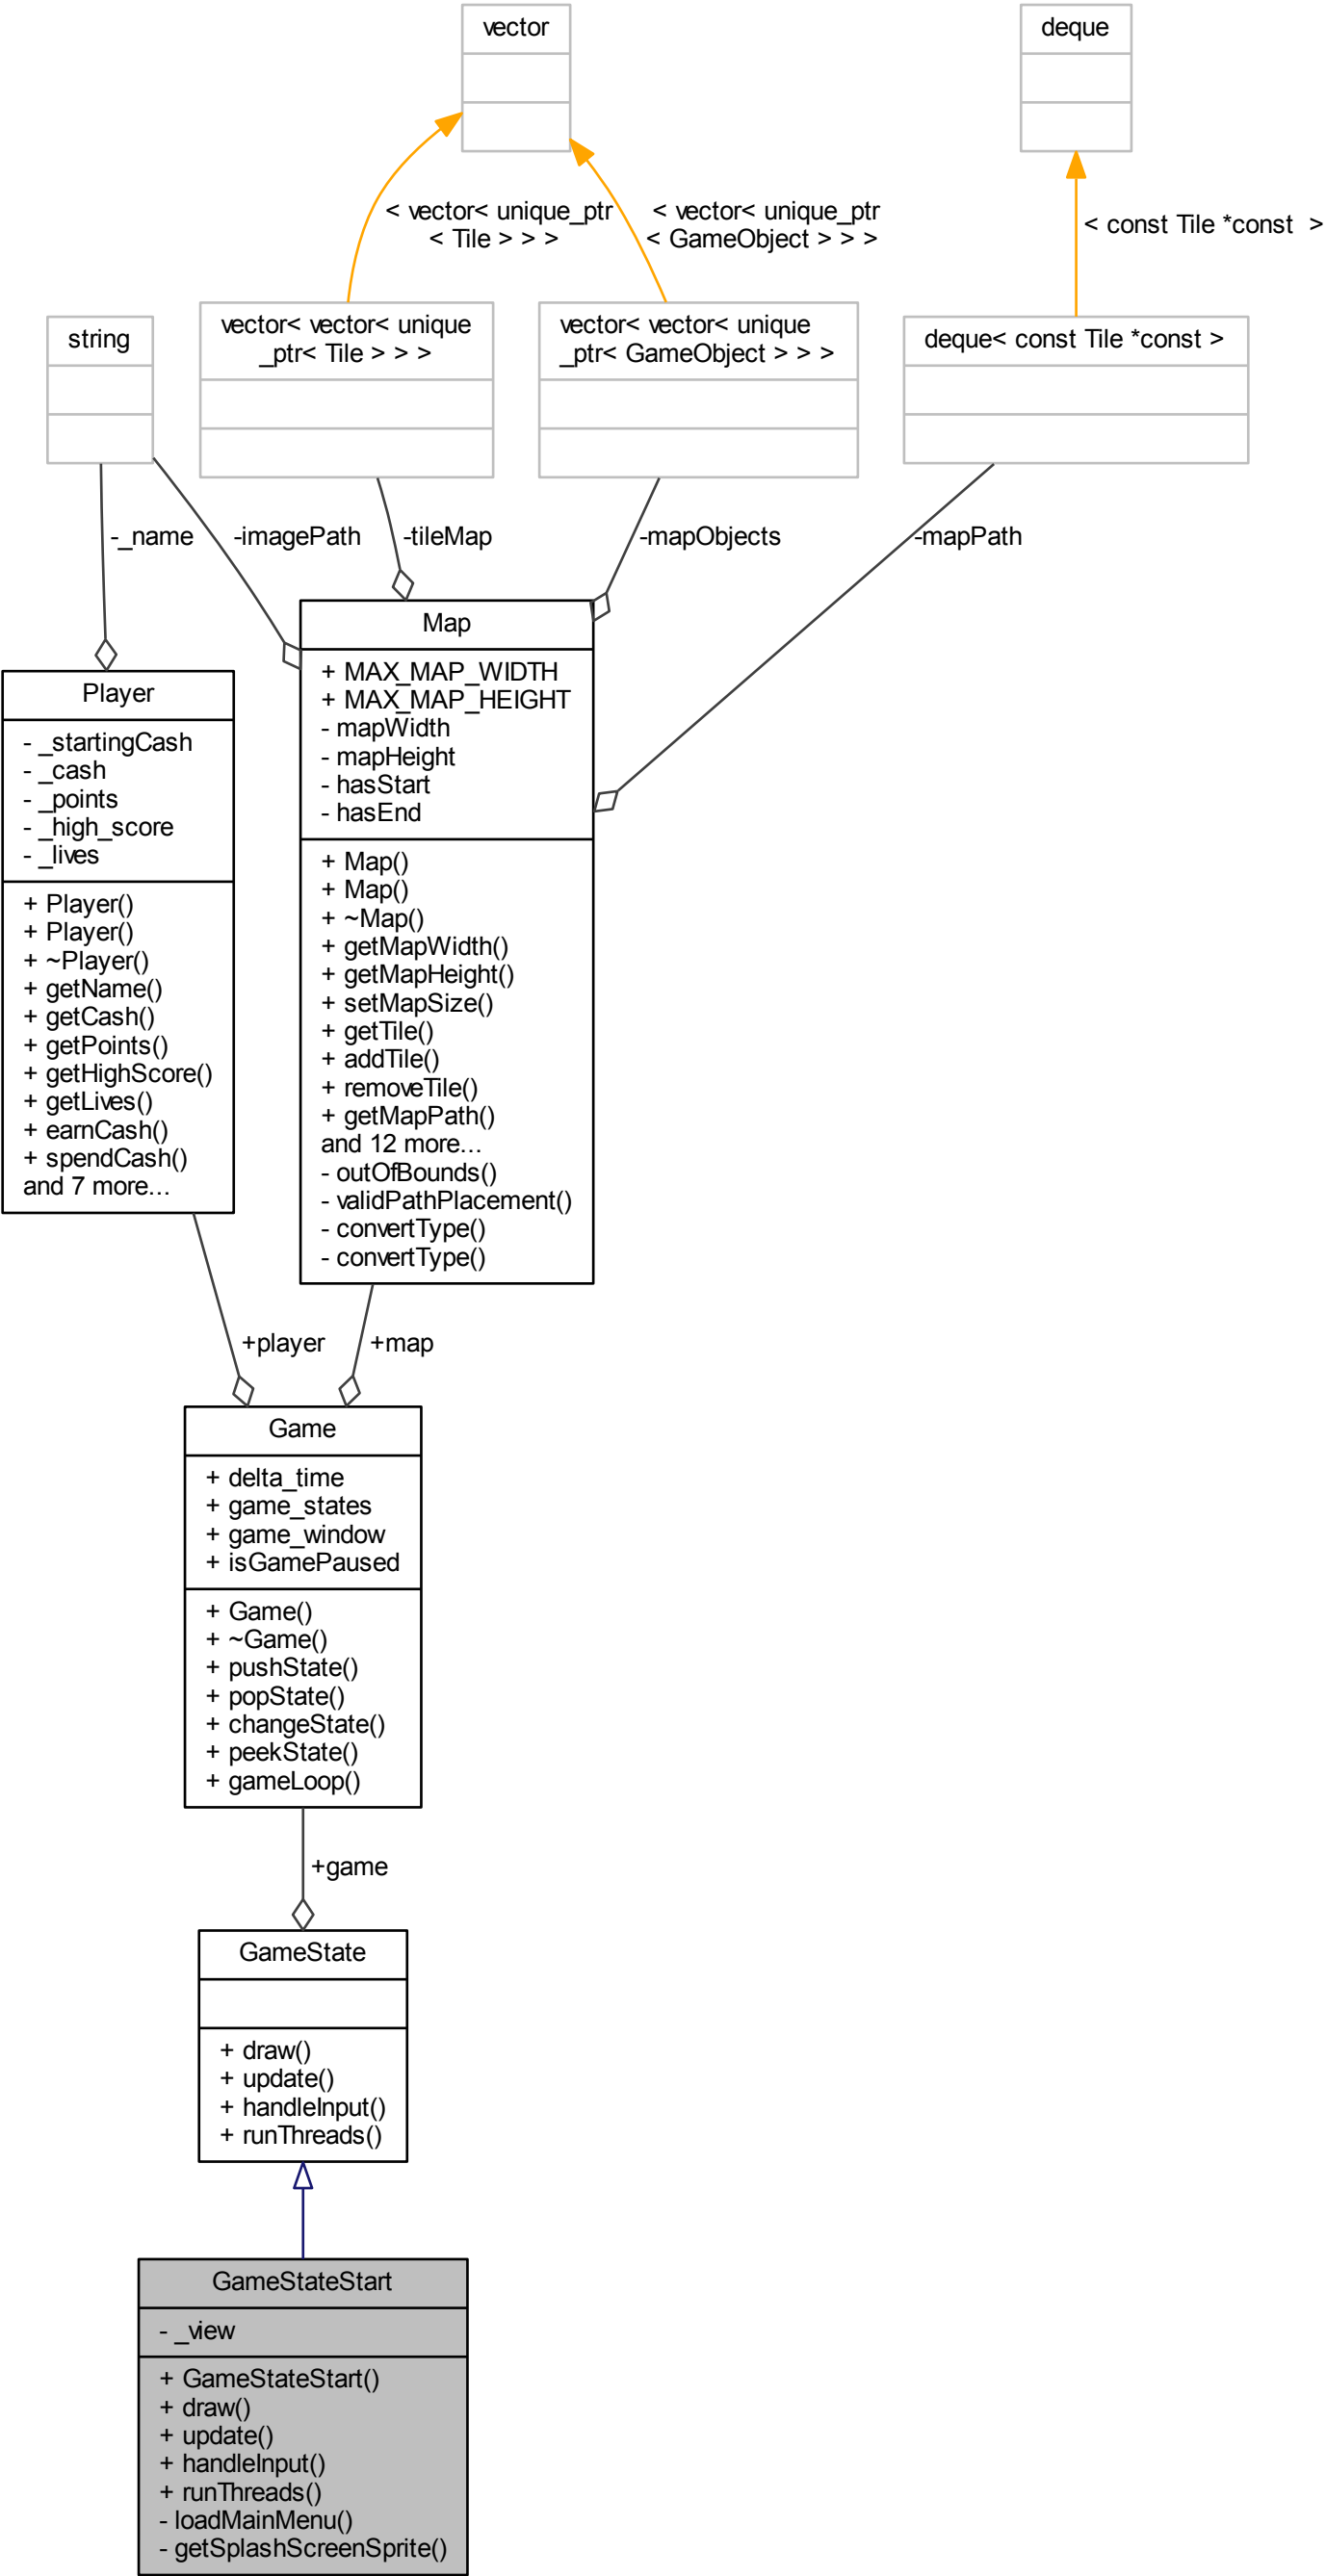 vector
deque
< vector< unique_ptr
< Tile > > >
< vector< unique_ptr
< GameObject > > >
< const Tile *const  >
string
vector< vector< unique
_ptr< Tile > > >
vector< vector< unique
_ptr< GameObject > > >
deque< const Tile *const >
-_name
-imagePath
-tileMap
-mapObjects
-mapPath
Player
- _startingCash
- _cash
- _points
- _high_score
- _lives
+ Player()
+ Player()
+ ~Player()
+ getName()
+ getCash()
+ getPoints()
+ getHighScore()
+ getLives()
+ earnCash()
+ spendCash()
and 7 more...
Map
+ MAX_MAP_WIDTH
+ MAX_MAP_HEIGHT
- mapWidth
- mapHeight
- hasStart
- hasEnd
+ Map()
+ Map()
+ ~Map()
+ getMapWidth()
+ getMapHeight()
+ setMapSize()
+ getTile()
+ addTile()
+ removeTile()
+ getMapPath()
and 12 more...
- outOfBounds()
- validPathPlacement()
- convertType()
- convertType()
+player
+map
Game
+ delta_time
+ game_states
+ game_window
+ isGamePaused
+ Game()
+ ~Game()
+ pushState()
+ popState()
+ changeState()
+ peekState()
+ gameLoop()
+game
GameState
+ draw()
+ update()
+ handleInput()
+ runThreads()
GameStateStart
- _view
+ GameStateStart()
+ draw()
+ update()
+ handleInput()
+ runThreads()
- loadMainMenu()
- getSplashScreenSprite()